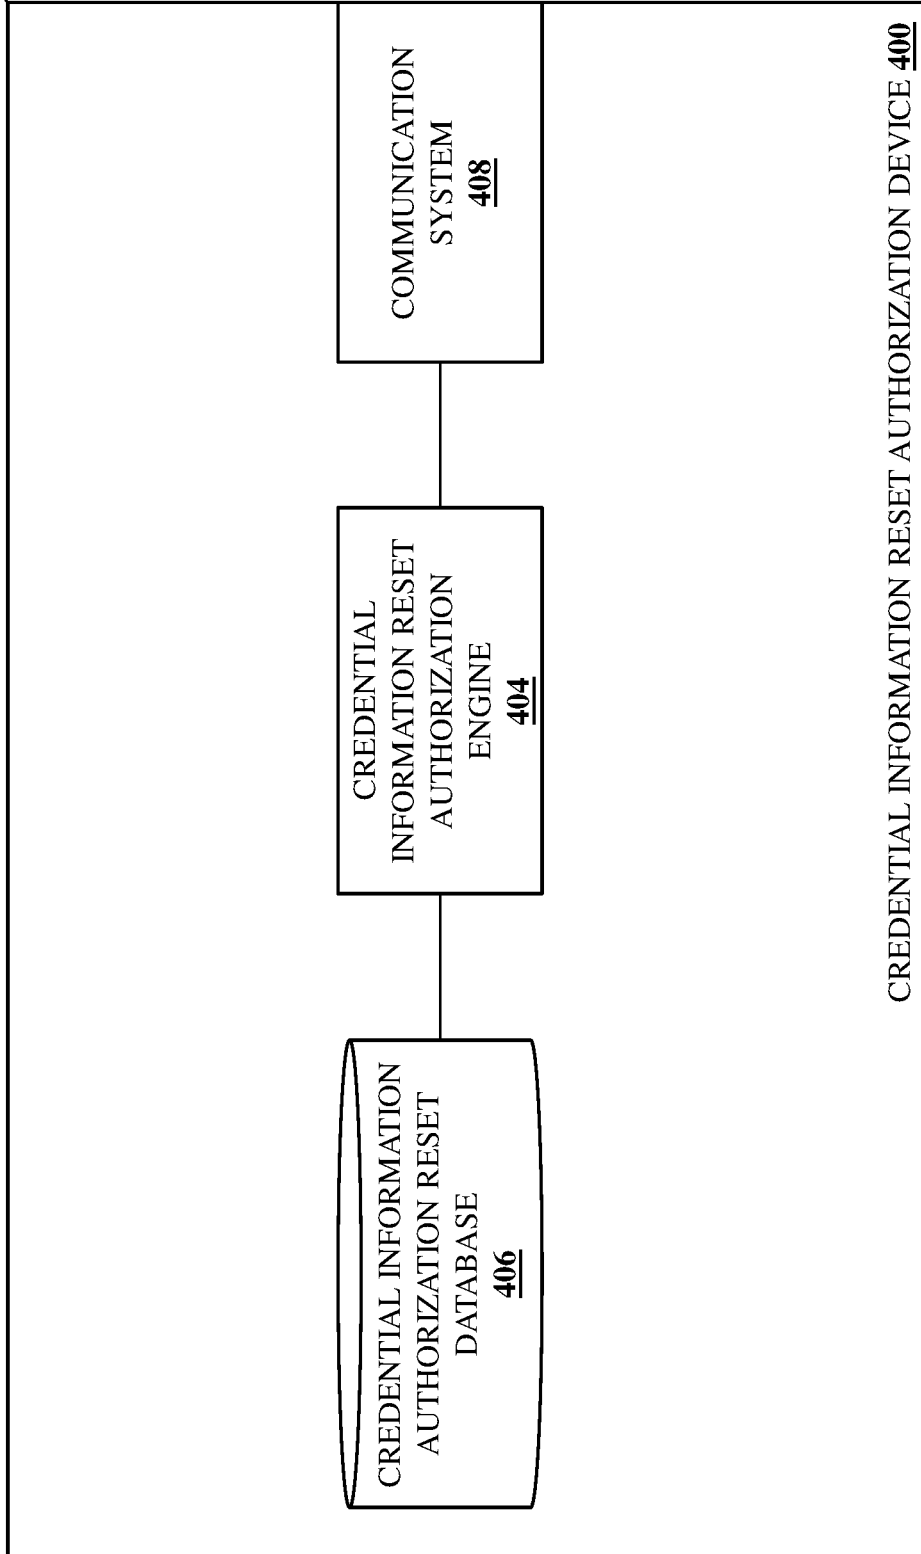 CREDENTIAL INFORMATION
AUTHORIZATION RESET
DATABASE
406
CREDENTIAL
INFORMATION RESET
AUTHORIZATION
ENGINE
404
COMMUNICATION
SYSTEM
408
CREDENTIAL INFORMATION RESET AUTHORIZATION DEVICE 400